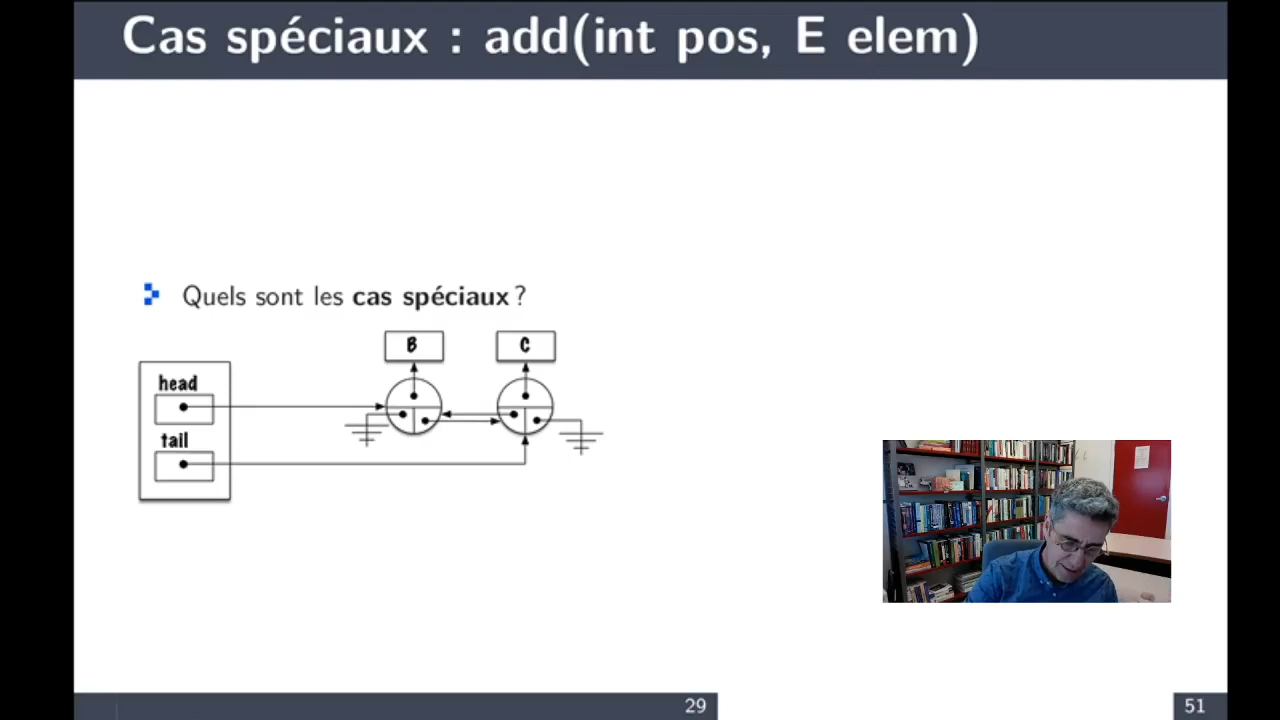 Cas spéciaux : add(int pos, E elem)
Quels sont les cas spéciaux ?
B
C
head
tail
29
51